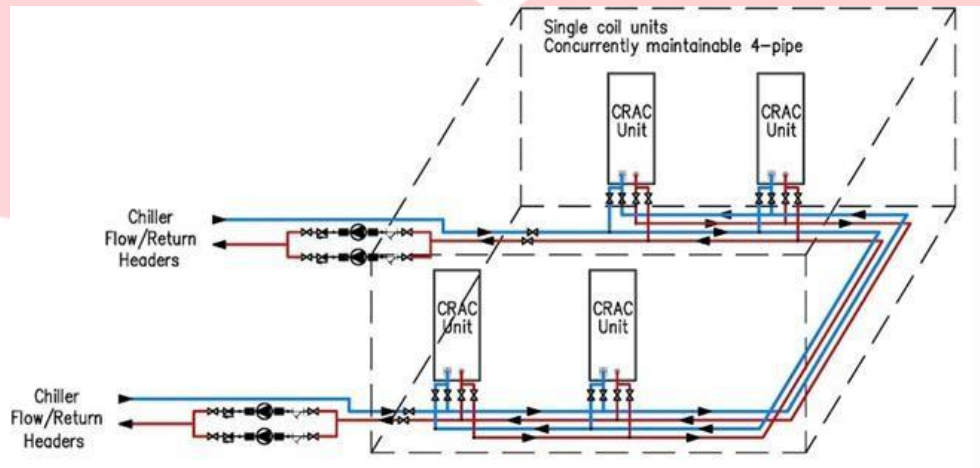 Single coil units
Concurrently maintainable 4-pipe
CRAC
Unit
CRAC
Unit
Chiller
Flow/Return
Headers
CRAC
Unit
CRAC
Unit
Chiller
Flow/Return
Headers